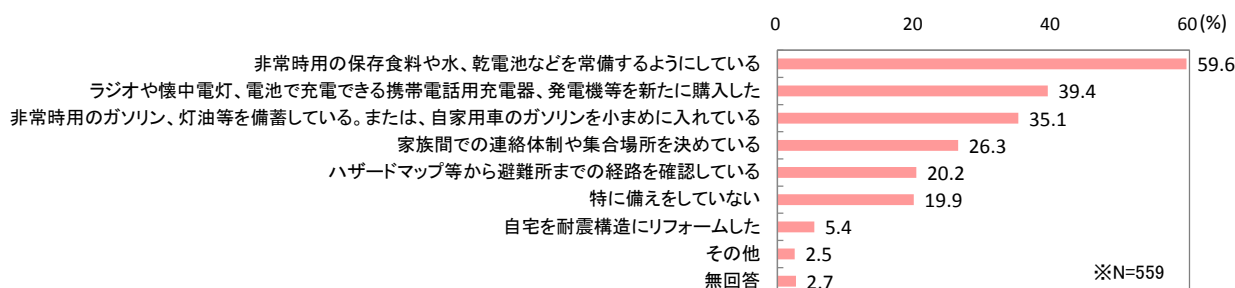 0 20 40 60 (%)
非常時用の保存食料や水、乾電池などを常備するようにしている 59.6
ラジオや懐中電灯、電池で充電できる携帯電話用充電器、発電機等を新たに購入した 39.4
非常時用のガソリン、灯油等を備蓄している。または、自家用車のガソリンを小まめに入れている 35.1
家族間での連絡体制や集合場所を決めている 26.3
ハザードマップ等から避難所までの経路を確認している 20.2
特に備えをしていない 19.9
自宅を耐震構造にリフォームした 5.4
その他 2.5
無回答 2.7
※N=559